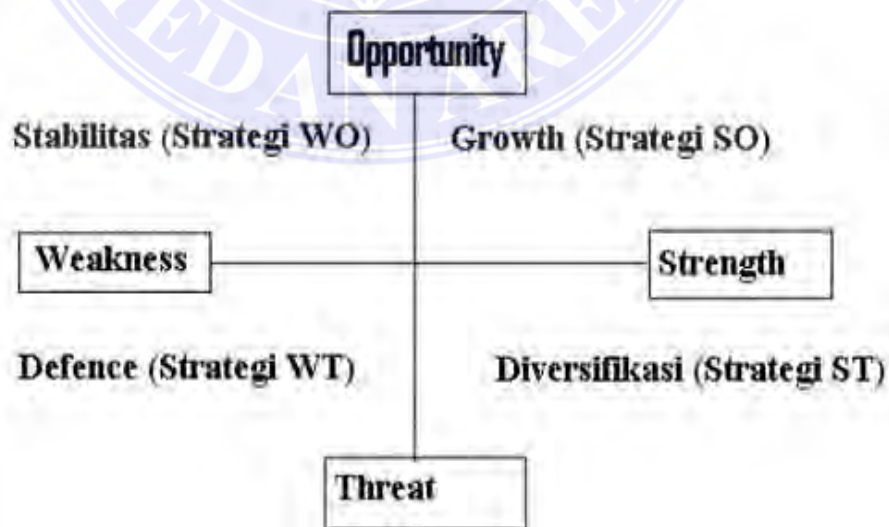 Opportunity
Stabilitas (Strategi WO) Growth (Strategi SO)
Weakness Strength
Defence (Strategi WT) Diversifikasi (Strategi ST)
Threat